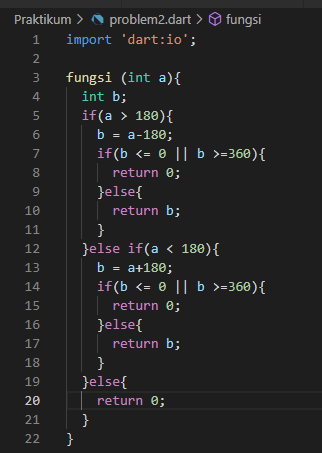 Praktikum > problem2.dart > fungsi
1 import 'dart:io';
2
3 fungsi (int a){
4 int b;
5 if(a > 180){
6 b = a-180;
7 if(b <= 0 || b >=360){
8 return 0;
9 }else{
10 return b;
11 }
12 }else if(a < 180){
13 b = a+180;
14 if(b <= 0 || b >=360){
15 return 0;
16 }else{
17 return b;
18 }
19 }else{
20 return 0;
21 }
22 }